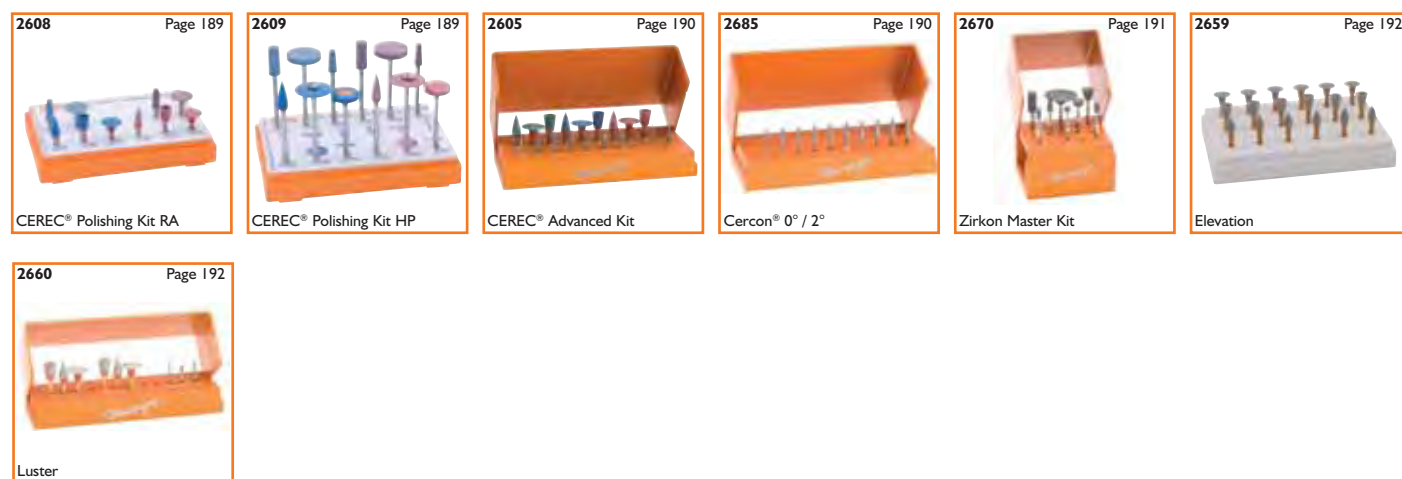 2608 Page 189
CEREC® Polishing Kit RA
2609 Page 189
CEREC® Polishing Kit HP
2605 Page 190
CEREC® Advanced Kit
2685 Page 190
Cercon® 0° / 2°
2670 Page 191
Zirkon Master Kit
2659 Page 192
Elevation
2660 Page 192
Luster